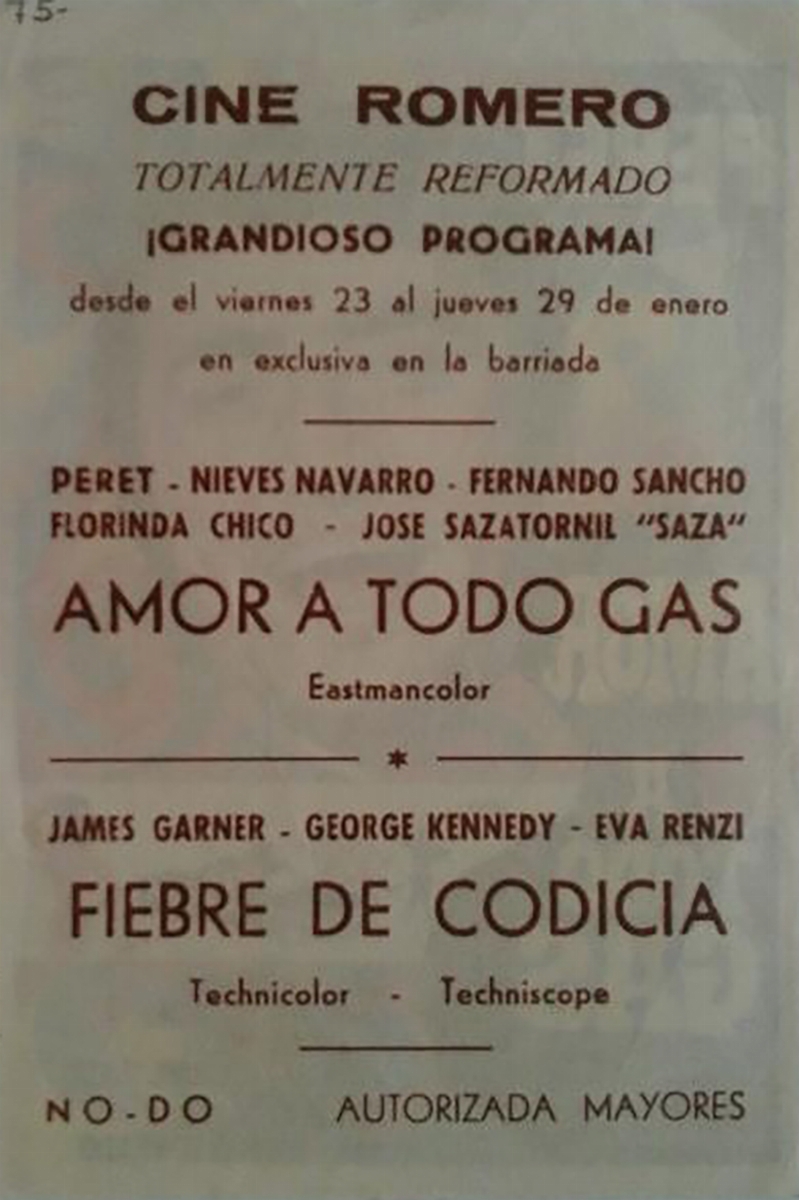 75-
CINE ROMERO
TOTALMENTE REFORMADO
¡GRANDIOSO PROGRAMA!
desde el viernes 23 al jueves 29 de enero
en exclusiva en la barriada
PERET - NIEVES NAVARRO - FERNANDO SANCHO
FLORINDA CHICO - JOSE SAZATORNIL "SAZA"
AMOR A TODO GAS
Eastmancolor
JAMES GARNER - GEORGE KENNEDY - EVA RENZI
FIEBRE DE CODICIA
Technicolor - Techniscope
NO-DO AUTORIZADA MAYORES